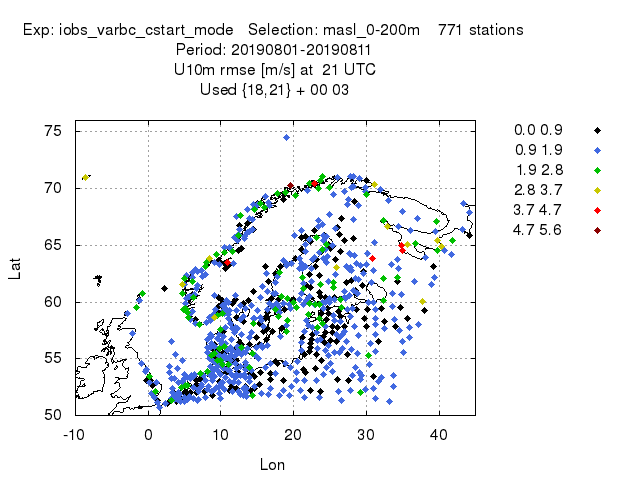 Exp: iobs_varbc_cstart_mode   Selection: masl_0-200m    771 stations
Period: 20190801-20190811
U10m rmse [m/s] at  21 UTC
Used {18,21} + 00 03
0.0 0.9
0.9 1.9
1.9 2.8
2.8 3.7
3.7 4.7
4.7 5.6
75
70
65
60
55
50
Lat
-10 0 10 20 30 40
Lon